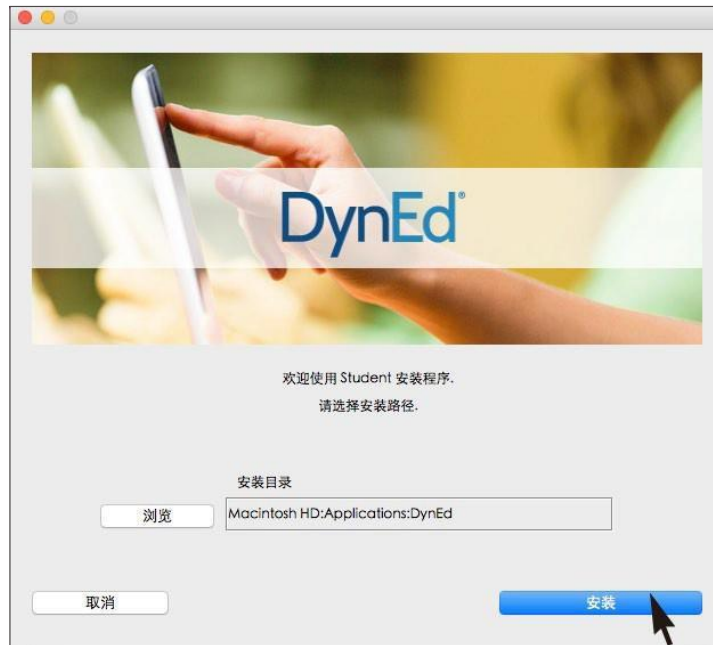 DynEd®
欢迎使用 Student 安装程序.
请选择安装路径.
安装目录
浏览
Macintosh HD:Applications:DynEd
取消
安装